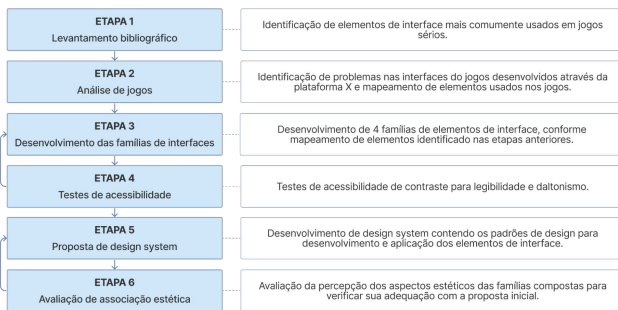 ETAPA 1
Levantamento bibliográfico
Identificação de elementos de interface mais comumente usados em jogos
sérios.
ETAPA 2
Análise de jogos
Identificação de problemas nas interfaces do jogos desenvolvidos através da
plataforma X e mapeamento de elementos usados nos jogos.
ETAPA 3
Desenvolvimento das famílias de interfaces
Desenvolvimento de 4 famílias de elementos de interface, conforme
mapeamento de elementos identificado nas etapas anteriores.
ETAPA 4
Testes de acessibilidade
Testes de acessibilidade de contraste para legibilidade e daltonismo.
ETAPA 5
Proposta de design system
Desenvolvimento de design system contendo os padrões de design para
desenvolvimento e aplicação dos elementos de interface.
ETAPA 6
Avaliação de associação estética
Avaliação da percepção dos aspectos estéticos das famílias compostas para
verificar sua adequação com a proposta inicial.